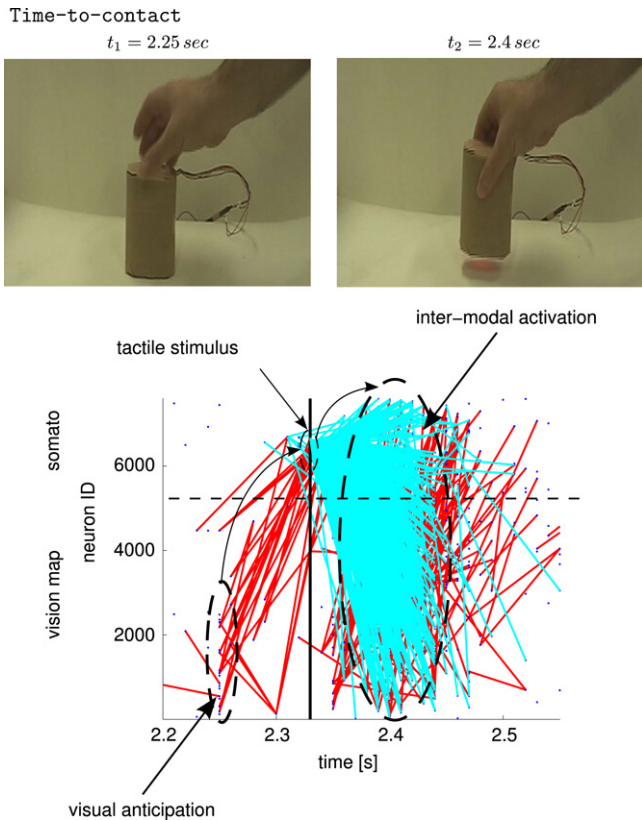 Time-to-contact
t₁ = 2.25 sec
t₂ = 2.4 sec
inter-modal activation
tactile stimulus
somato
vision map
neuron ID
6000
4000
2000
2.2
2.3
2.4
2.5
time [s]
visual anticipation